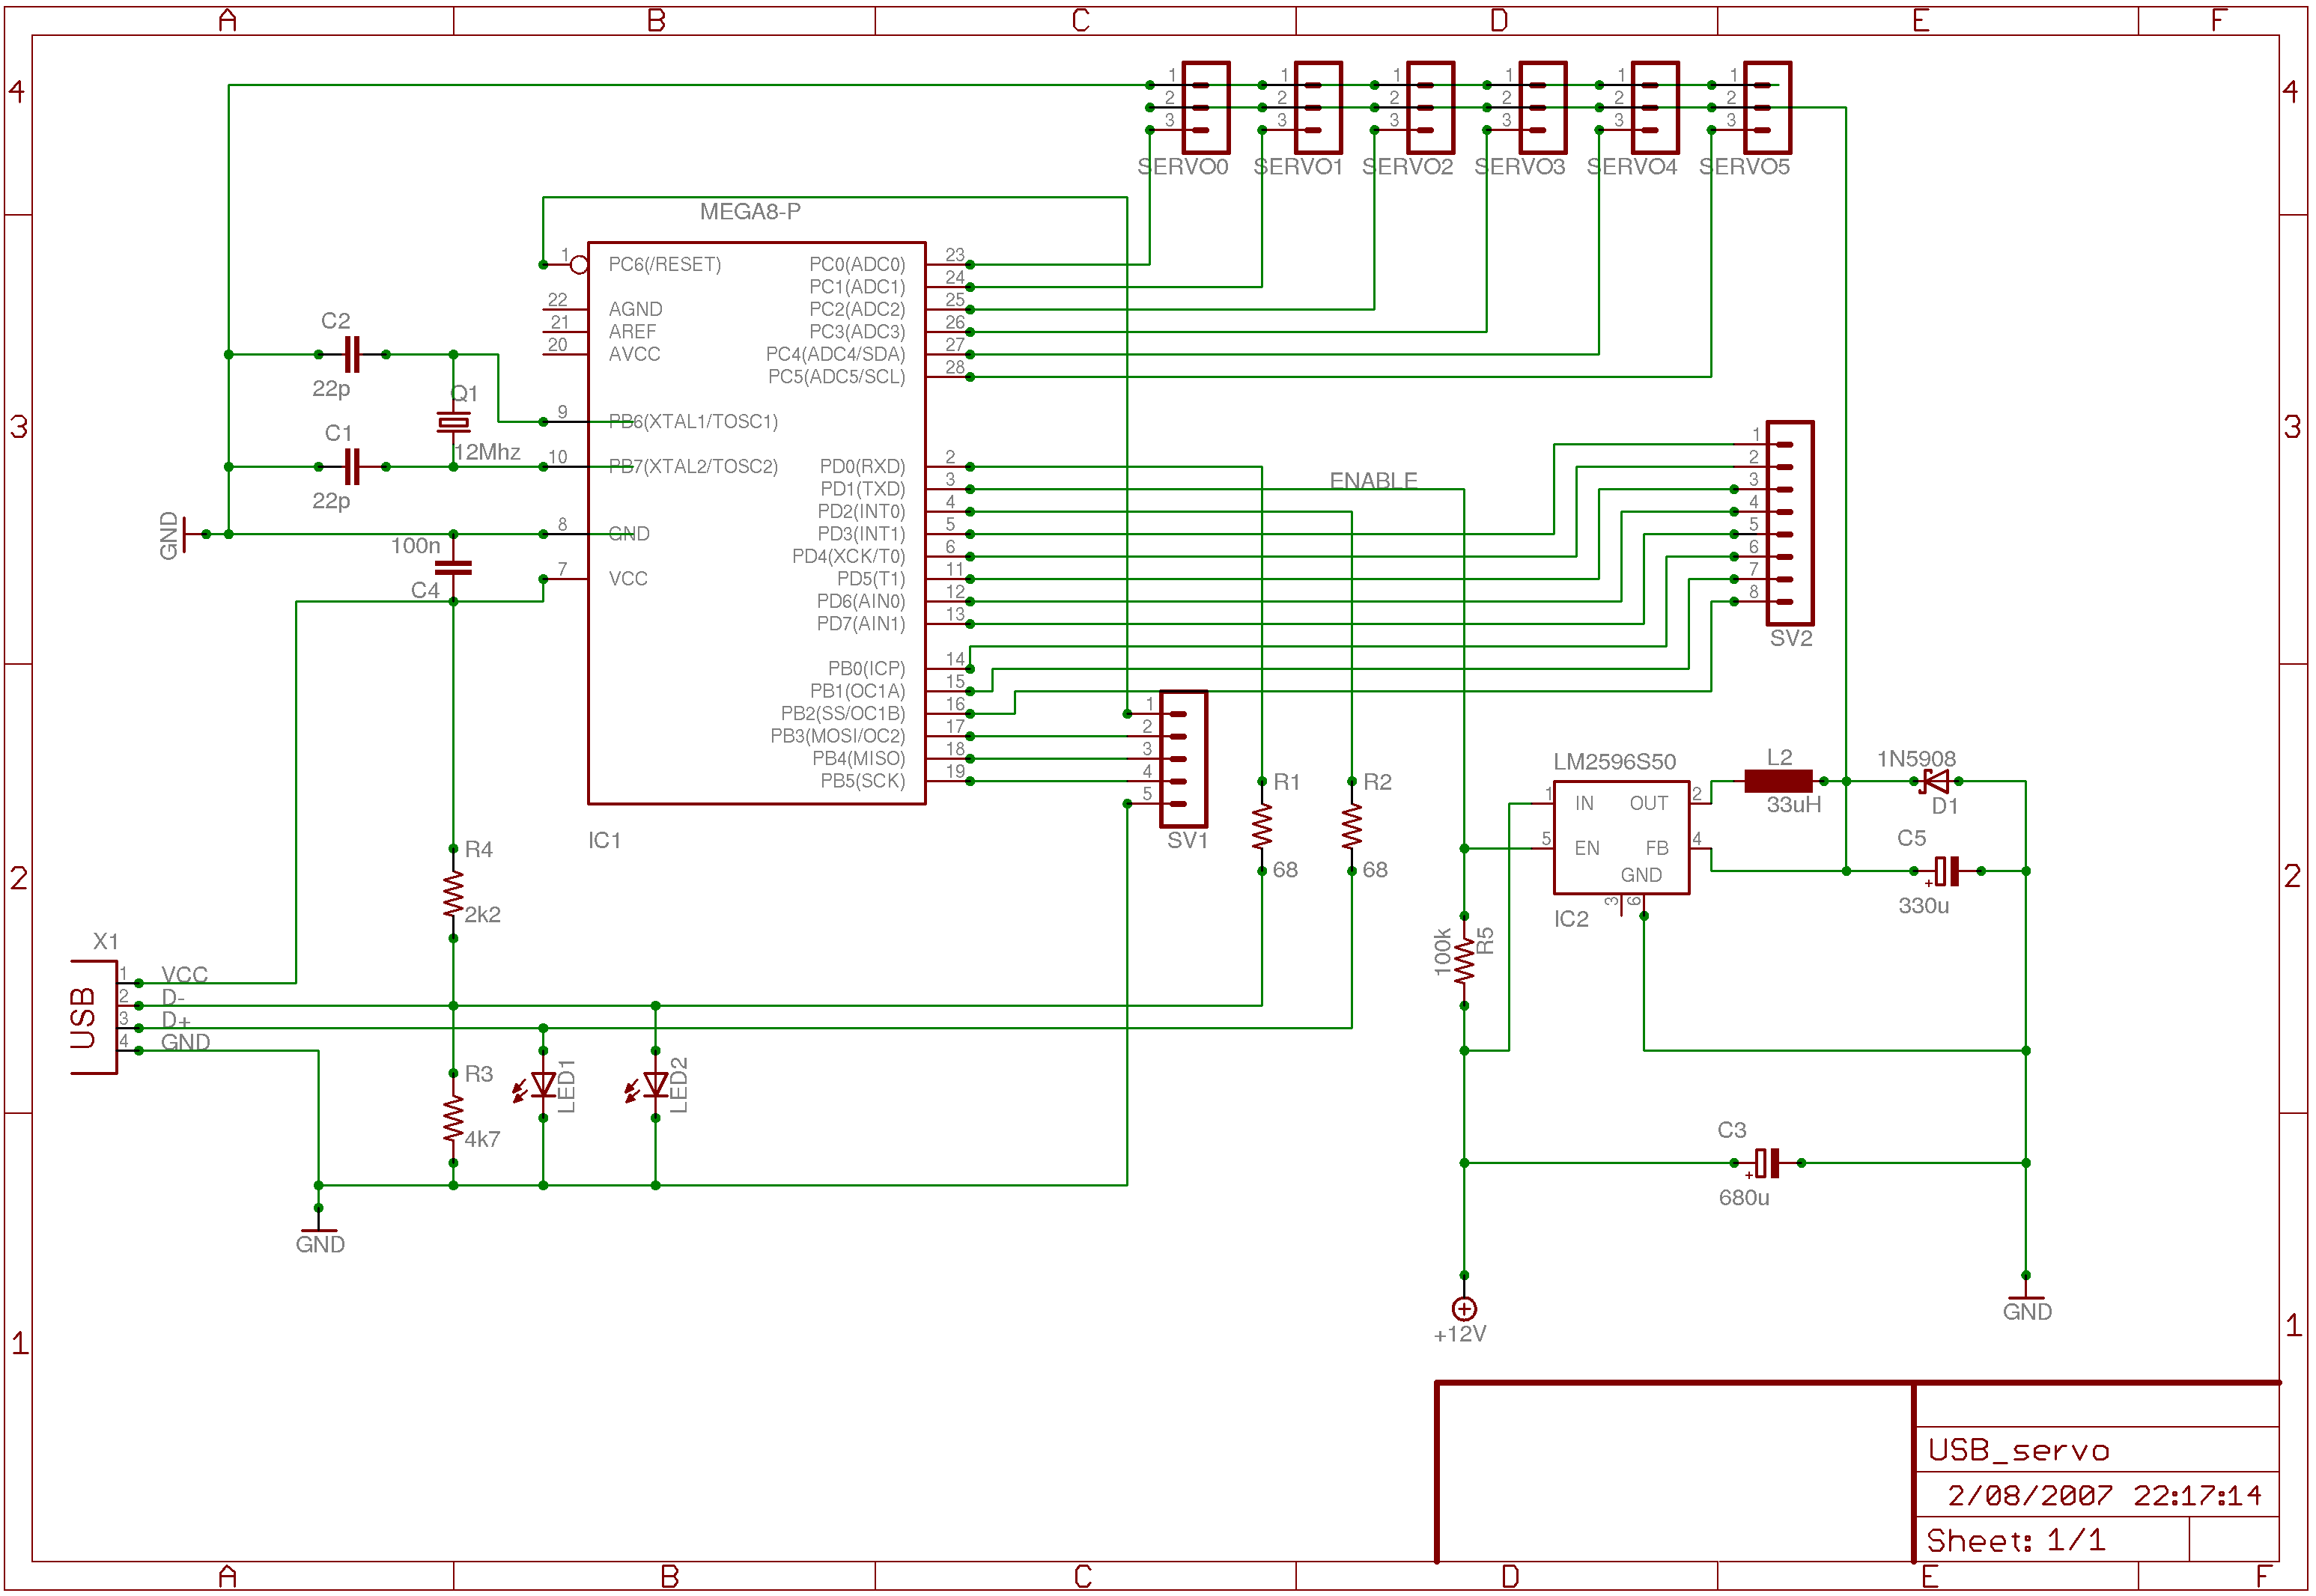 A B C D E F
4 4
1 1 1 1 1 1
2 2 2 2 2 2
3 3 3 3 3 3
SERVO0 SERVO1 SERVO2 SERVO3 SERVO4 SERVO5
MEGA8-P
1 PC6(/RESET) PC0(ADC0) 23
PC1(ADC1) 24
22 AGND PC2(ADC2) 25
21 AREF PC3(ADC3) 26
20 AVCC PC4(ADC4/SDA) 27
PC5(ADC5/SCL) 28
C2
22p
Q1
12Mhz
C1
22p
3 3
9 PB6(XTAL1/TOSC1)
10 PB7(XTAL2/TOSC2) PD0(RXD) 2
PD1(TXD) 3
ENABLE
PD2(INT0) 4
8 GND PD3(INT1) 5
PD4(XCK/T0) 6
7 VCC PD5(T1) 11
PD6(AIN0) 12
PD7(AIN1) 13
GND
100n
C4
1
2
3
4
5
6
7
8
SV2
PB0(ICP) 14
PB1(OC1A) 15
PB2(SS/OC1B) 16
PB3(MOSI/OC2) 17
PB4(MISO) 18
PB5(SCK) 19
IC1
1
2
3
4
5
SV1
R1
68
R2
68
LM2596S50
1 IN OUT 2
5 EN FB 4
GND
3 6
IC2
L2
33uH
1N5908
D1
C5
+
330u
2 2
R4
2k2
100k
R5
X1
USB
1 VCC
2 D-
3 D+
4 GND
R3
4k7
LED1
LED2
GND
C3
+
680u
+12V
GND
1 1
USB_servo
2/08/2007 22:17:14
Sheet: 1/1
A B C D E F